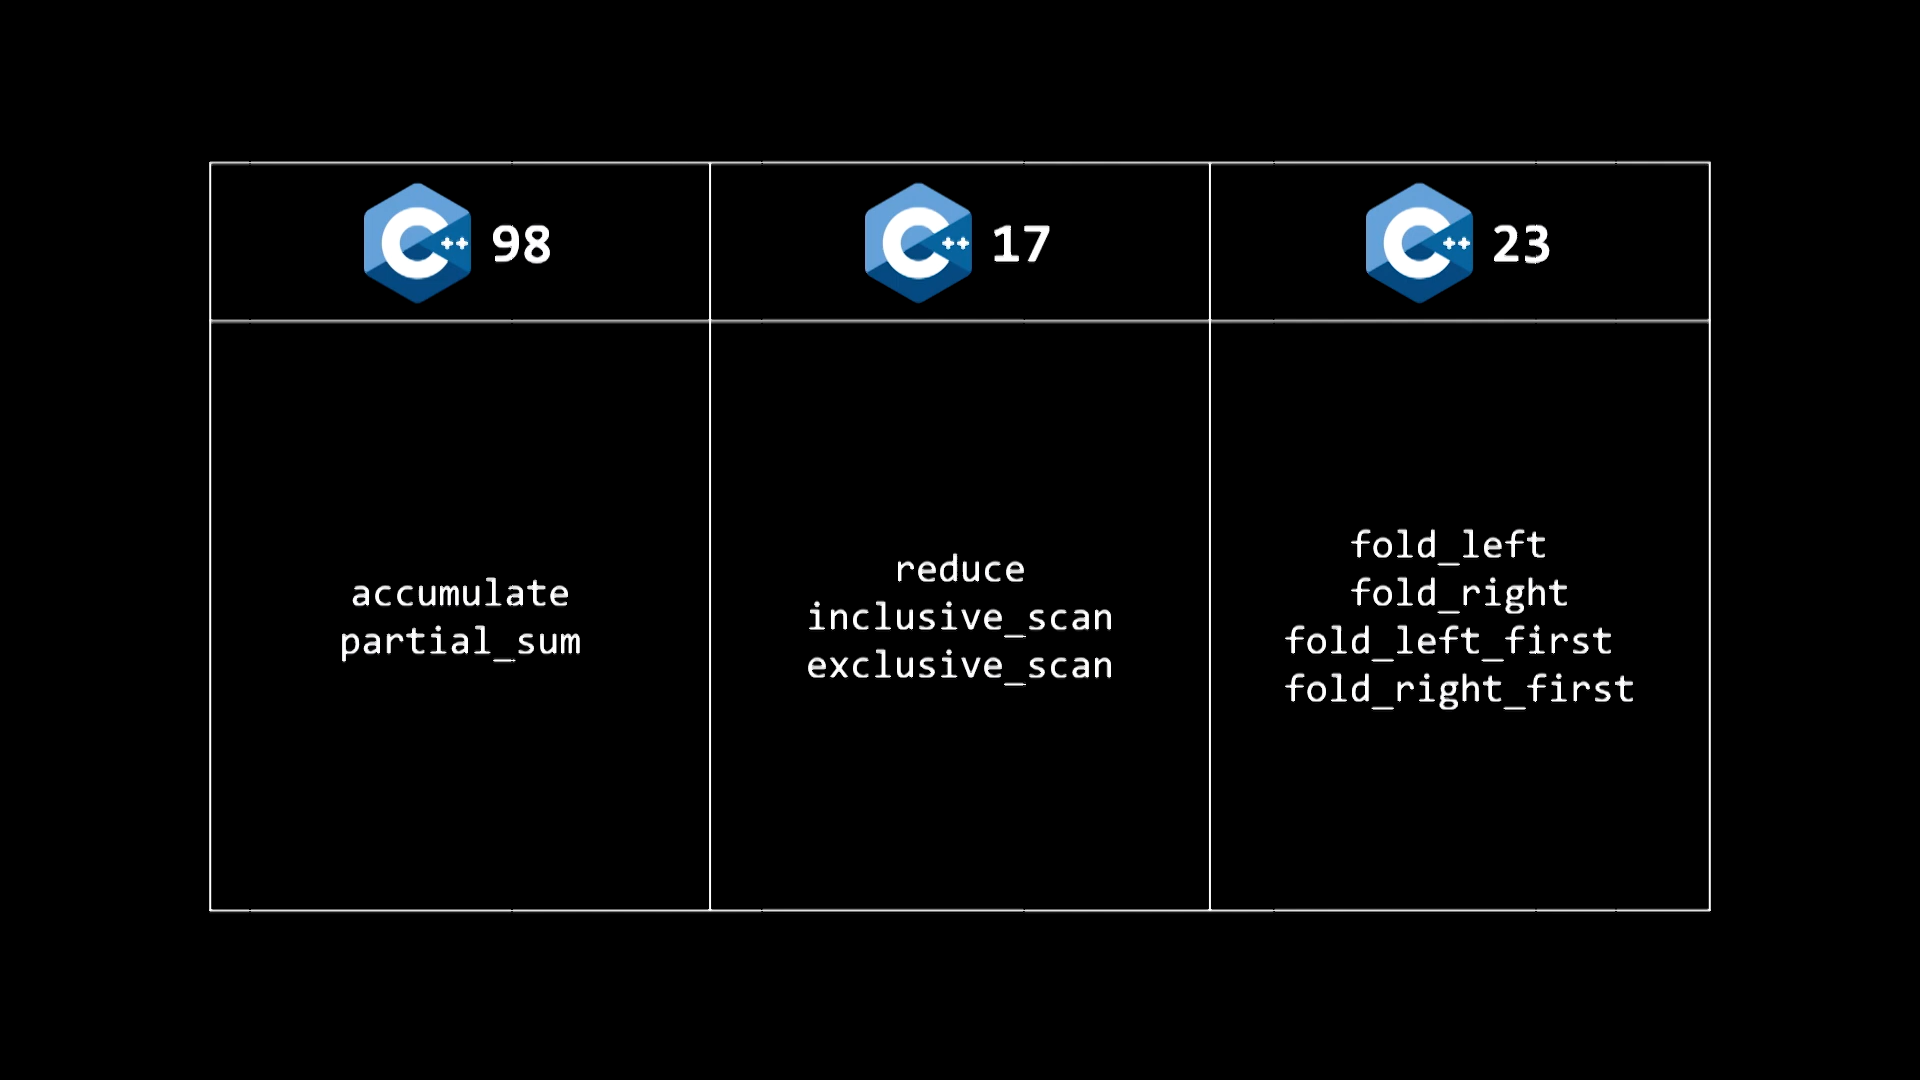 C++ 98
C++ 17
C++ 23
accumulate
partial_sum
reduce
inclusive_scan
exclusive_scan
fold_left
fold_right
fold_left_first
fold_right_first